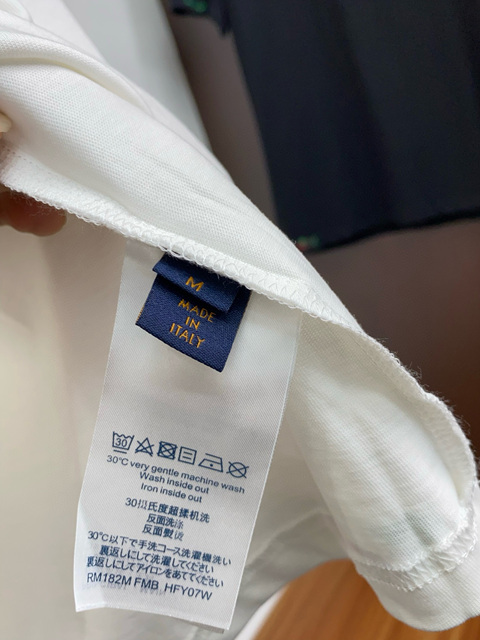 M
MADE
IN
ITALY
30
30°C very gentle machine wash
Wash inside out
Iron inside out
氏度超揉机洗
反面洗涤
反面熨烫
30°C以下で手洗コース洗濯機洗い
裏返しにして洗濯してください
裏返しにしてアイロンをあててください
RM182M FMB HFY07W